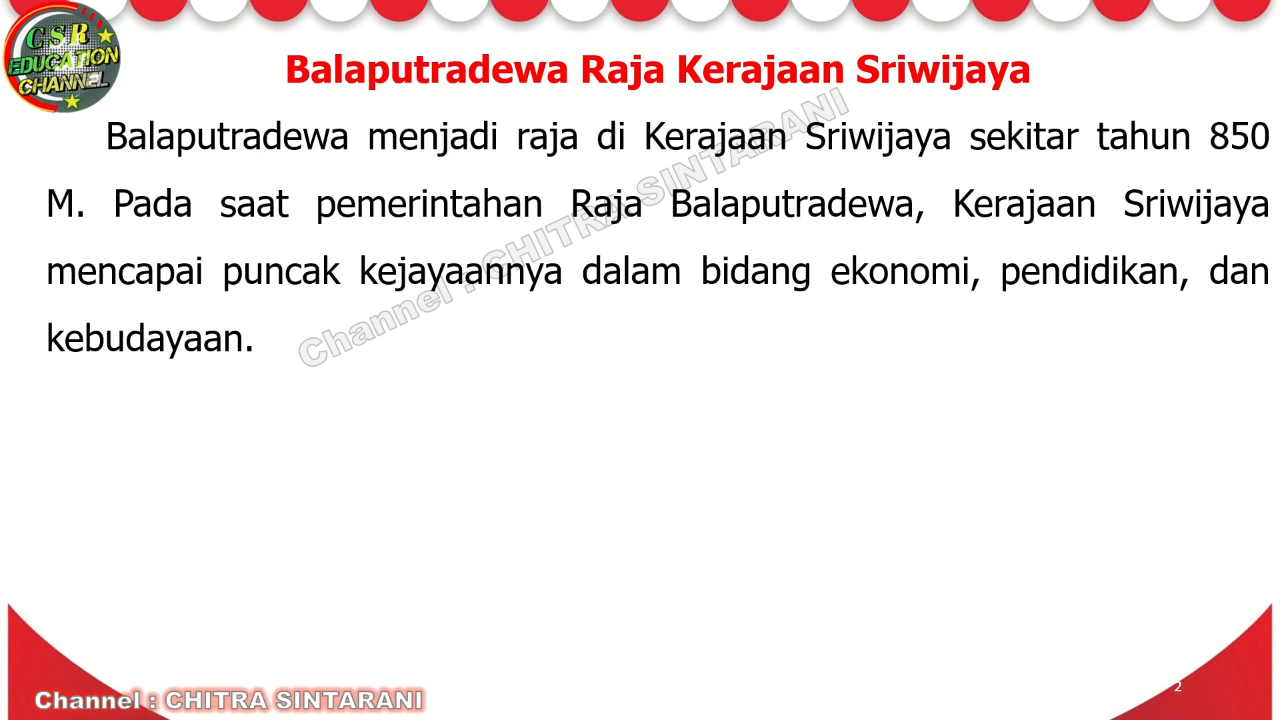 CSR
EDUCATION
CHANNEL
Balaputradewa Raja Kerajaan Sriwijaya
Balaputradewa menjadi raja di Kerajaan Sriwijaya sekitar tahun 850
M. Pada saat pemerintahan Raja Balaputradewa, Kerajaan Sriwijaya
mencapai puncak kejayaannya dalam bidang ekonomi, pendidikan, dan
kebudayaan.
Channel : CHITRA SINTARANI
Channel : CHITRA SINTARANI
2